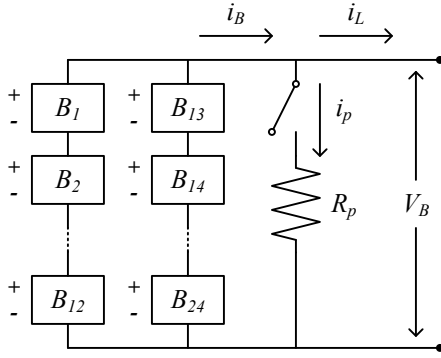 i_B i_L
+ B_1 + B_13
- -
i_p
+ B_2 + B_14
- -
R_p V_B
+ B_12 + B_24
- -